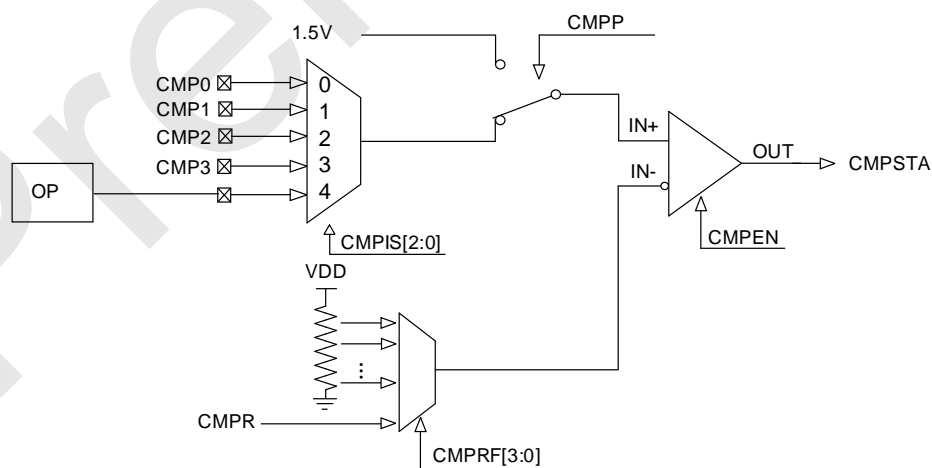 1.5V
CMPP
CMP0
0
CMP1
1
CMP2
2
CMP3
3
OP
4
IN+
IN-
OUT
CMPSTA
CMPIS[2:0]
CMPEN
VDD
CMPR
CMPRF[3:0]